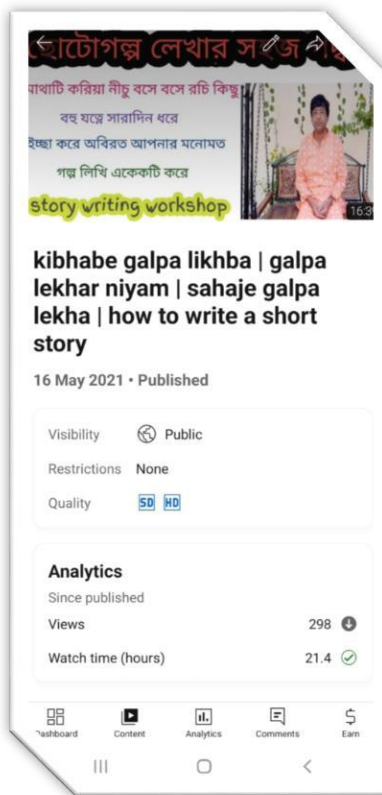 ছোটোগল্প লেখার সহজ
মাথাটি করিয়া নীচু বসে বসে রচি কিছু
বহু যত্নে সারাদিন ধরে
ইচ্ছা করে অবিরত আপনার মনোমত
গল্প লিখি একেকটি করে
story writing workshop
kibhabe galpa likhba | galpa
lekhar niyam | sahaje galpa
lekha | how to write a short
story
16 May 2021 • Published
Visibility Public
Restrictions None
Quality SD HD
Analytics
Since published
Views 298
Watch time (hours) 21.4
Dashboard Content Analytics Comments Earn